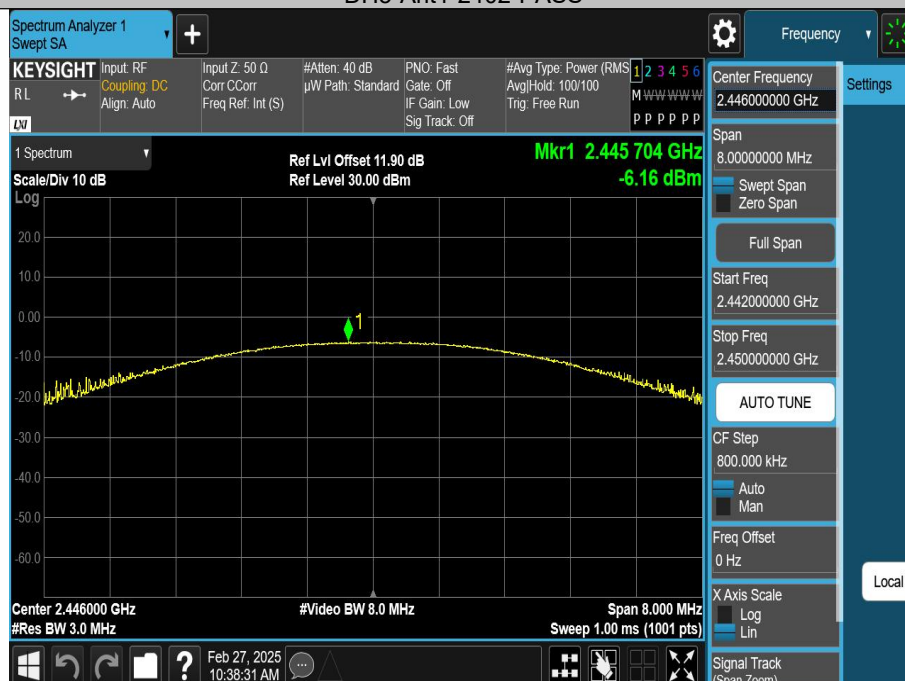 Spectrum Analyzer 1
Swept SA
Frequency
KEYSIGHT
RL
LXI
Input: RF
Coupling: DC
Align: Auto
Input Z: 50 Ω
Corr CCorr
Freq Ref: Int (S)
#Atten: 40 dB
µW Path: Standard
PNO: Fast
Gate: Off
IF Gain: Low
Sig Track: Off
#Avg Type: Power (RMS
Avg|Hold: 100/100
Trig: Free Run
1 2 3 4 5 6
M W W W W W
P P P P P P
1 Spectrum
Scale/Div 10 dB
Log
Ref Lvl Offset 11.90 dB
Ref Level 30.00 dBm
Mkr1 2.445 704 GHz
-6.16 dBm
20.0
10.0
0.00
-10.0
-20.0
-30.0
-40.0
-50.0
-60.0
1
Center 2.446000 GHz
#Res BW 3.0 MHz
#Video BW 8.0 MHz
Span 8.000 MHz
Sweep 1.00 ms (1001 pts)
Feb 27, 2025
10:38:31 AM
Center Frequency
2.446000000 GHz
Span
8.00000000 MHz
Swept Span
Zero Span
Full Span
Start Freq
2.442000000 GHz
Stop Freq
2.450000000 GHz
AUTO TUNE
CF Step
800.000 kHz
Auto
Man
Freq Offset
0 Hz
X Axis Scale
Log
Lin
Signal Track
(Span Zoom)
Settings
Local